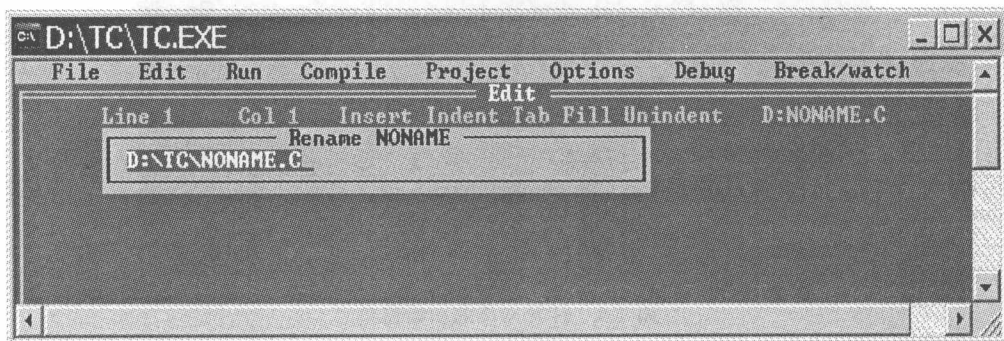 D:\TC\TC.EXE
File Edit Run Compile Project Options Debug Break/watch
Edit
Line 1 Col 1 Insert Indent Tab Fill Unindent D:NONAME.C
Rename NONAME
D:\TC\NONAME.C_